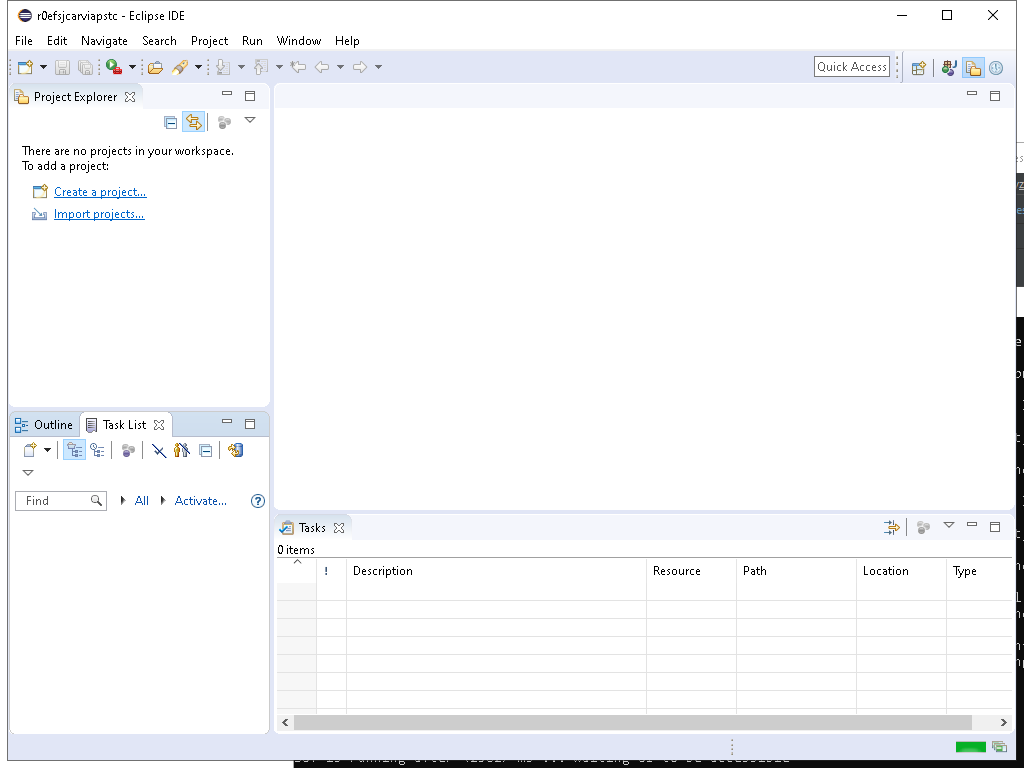 r0efsjcarviapstc - Eclipse IDE
File Edit Navigate Search Project Run Window Help
Quick Access
Project Explorer
There are no projects in your workspace.
To add a project:
Create a project...
Import projects...
Outline Task List
Find All Activate...
Tasks
0 items
! Description Resource Path Location Type